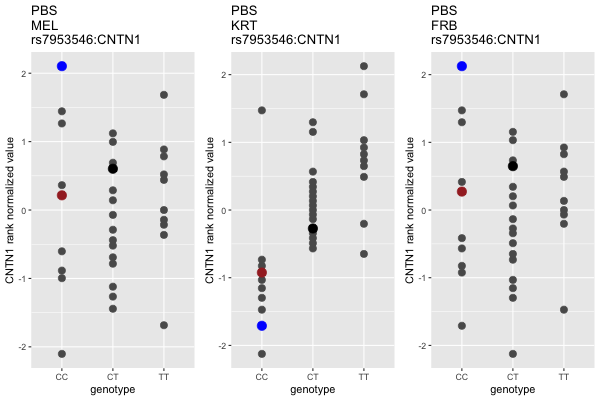 PBS
MEL
rs7953546:CNTN1
CNTN1 rank normalized value
2
1
0
-1
-2
CC
CT
TT
genotype
PBS
KRT
rs7953546:CNTN1
CNTN1 rank normalized value
2
1
0
-1
-2
CC
CT
TT
genotype
PBS
FRB
rs7953546:CNTN1
CNTN1 rank normalized value
2
1
0
-1
-2
CC
CT
TT
genotype